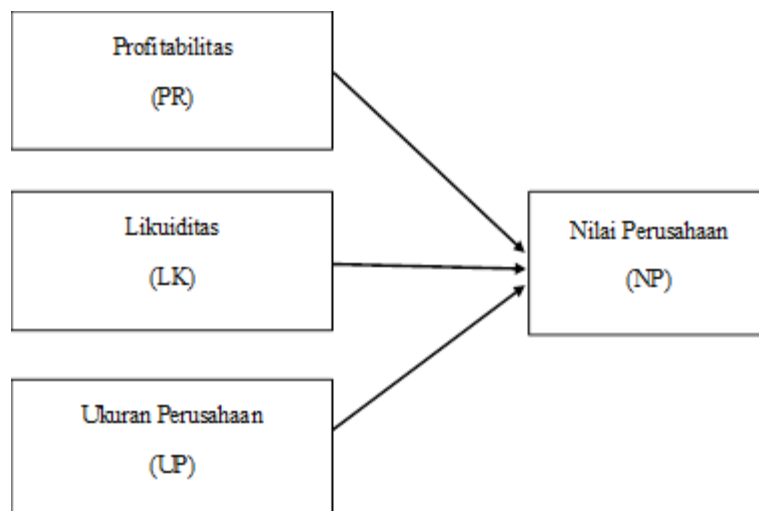 Profitabilitas
(PR)
Likuiditas
(LK)
Ukuran Perusahaan
(UP)
Nilai Perusahaan
(NP)